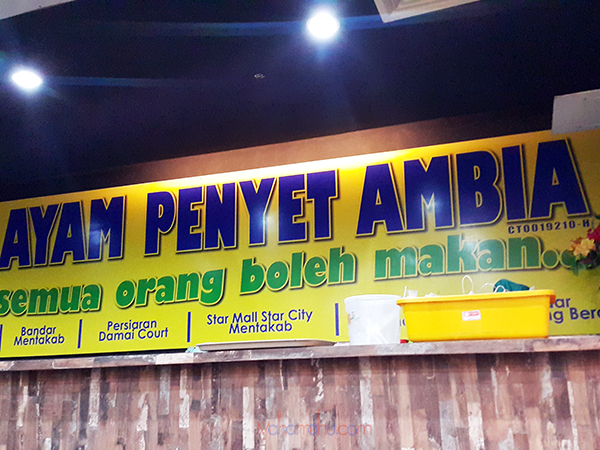 AYAM PENYET AMBIA
CT0019210-H
semua orang boleh makan..
Bandar
Mentakab
Persiaran
Damai Court
Star Mall Star City
Mentakab